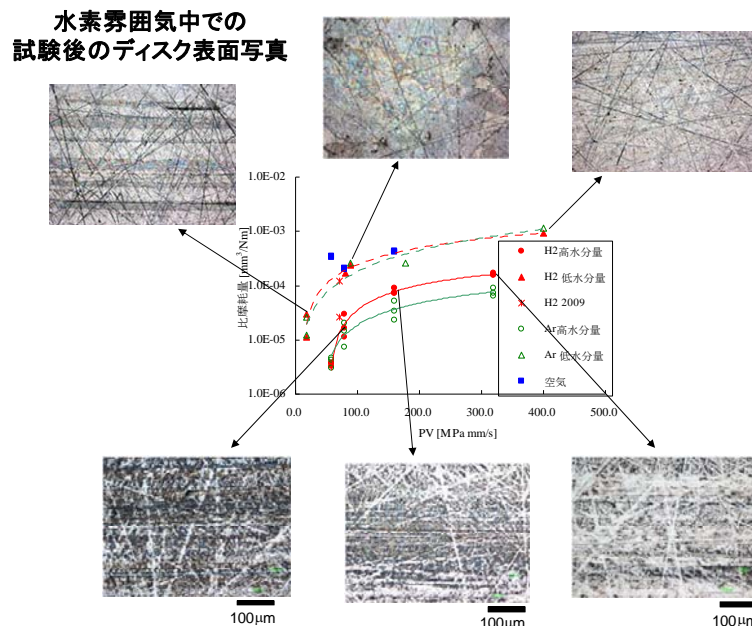 水素雰囲気中での
試験後のディスク表面写真
1.0E-02
1.0E-03
1.0E-04
1.0E-05
1.0E-06
比摩耗量 [mm³/Nm]
0.0
100.0
200.0
300.0
400.0
500.0
PV [MPa mm/s]
H2高水分量
H2 低水分量
H2 2009
Ar高水分量
Ar 低水分量
空気
100μm
100μm
100μm